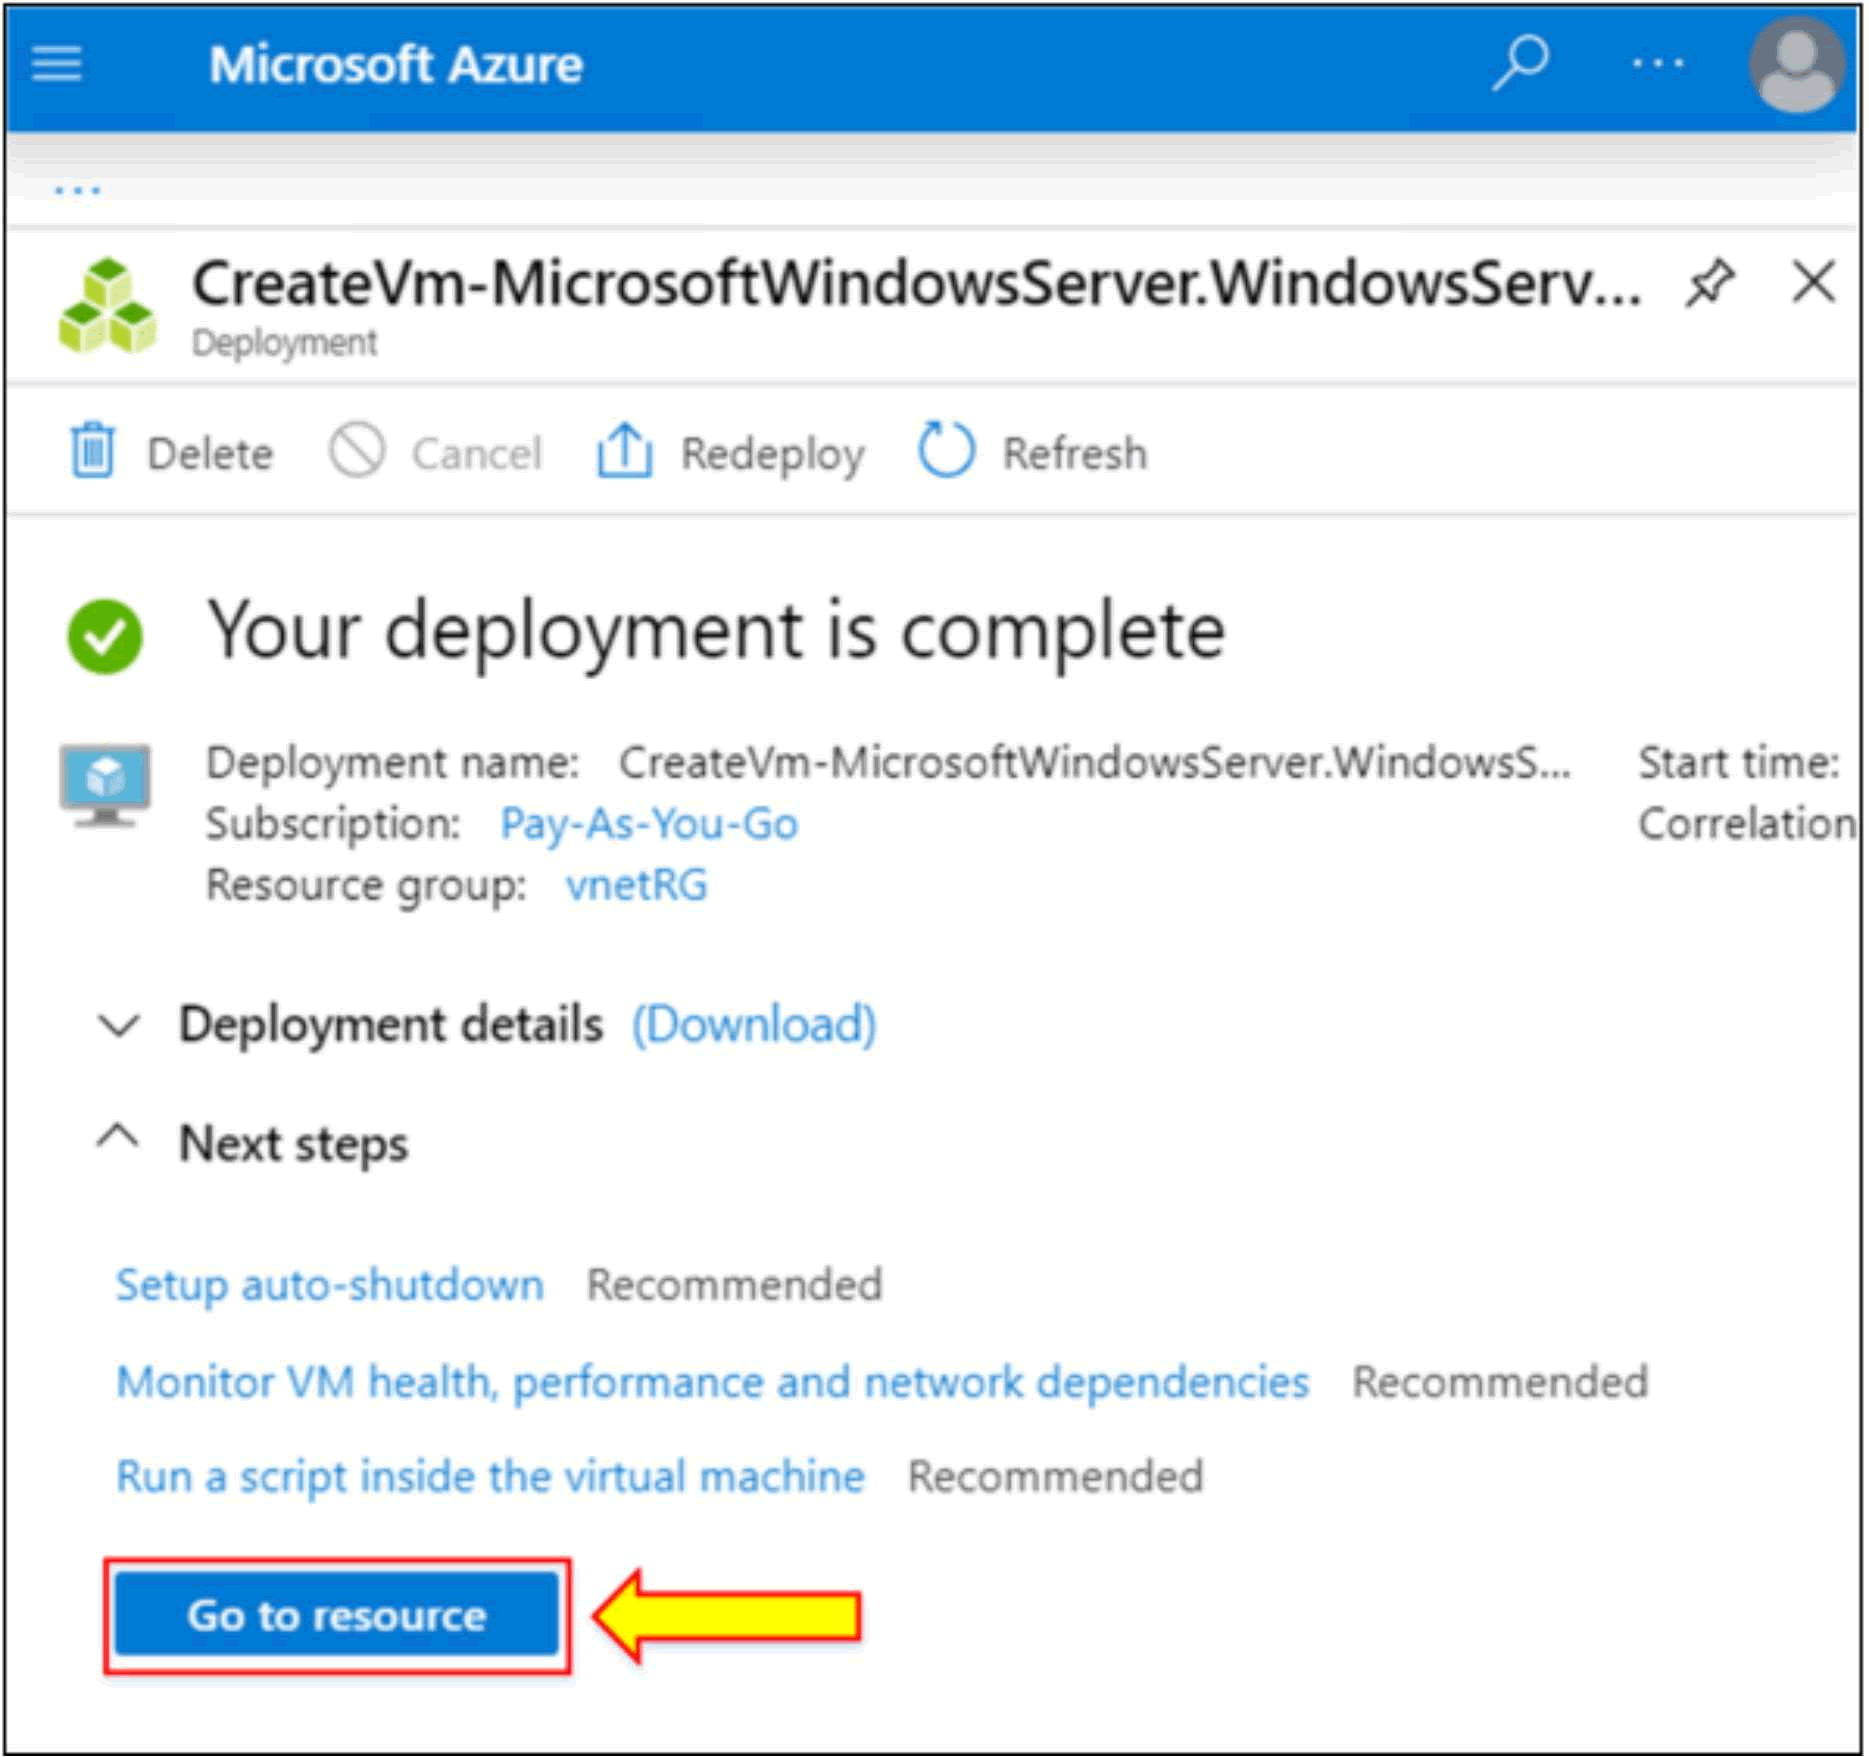 Microsoft Azure
CreateVm-MicrosoftWindowsServer.WindowsServ...
Deployment
Delete Cancel Redeploy Refresh
Your deployment is complete
Deployment name: CreateVm-MicrosoftWindowsServer.WindowsS... Start time:
Subscription: Pay-As-You-Go Correlation
Resource group: vnetRG
Deployment details (Download)
Next steps
Setup auto-shutdown Recommended
Monitor VM health, performance and network dependencies Recommended
Run a script inside the virtual machine Recommended
Go to resource